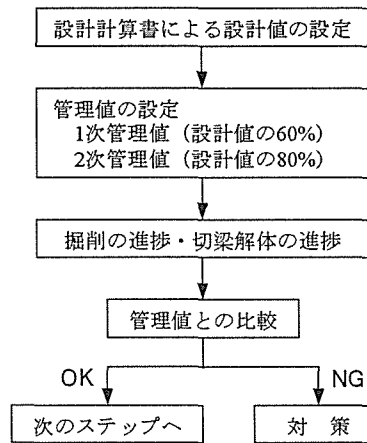 設計計算書による設計値の設定
管理値の設定
1次管理値（設計値の60%）
2次管理値（設計値の80%）
掘削の進捗・切梁解体の進捗
管理値との比較
OK
NG
次のステップへ
対　策